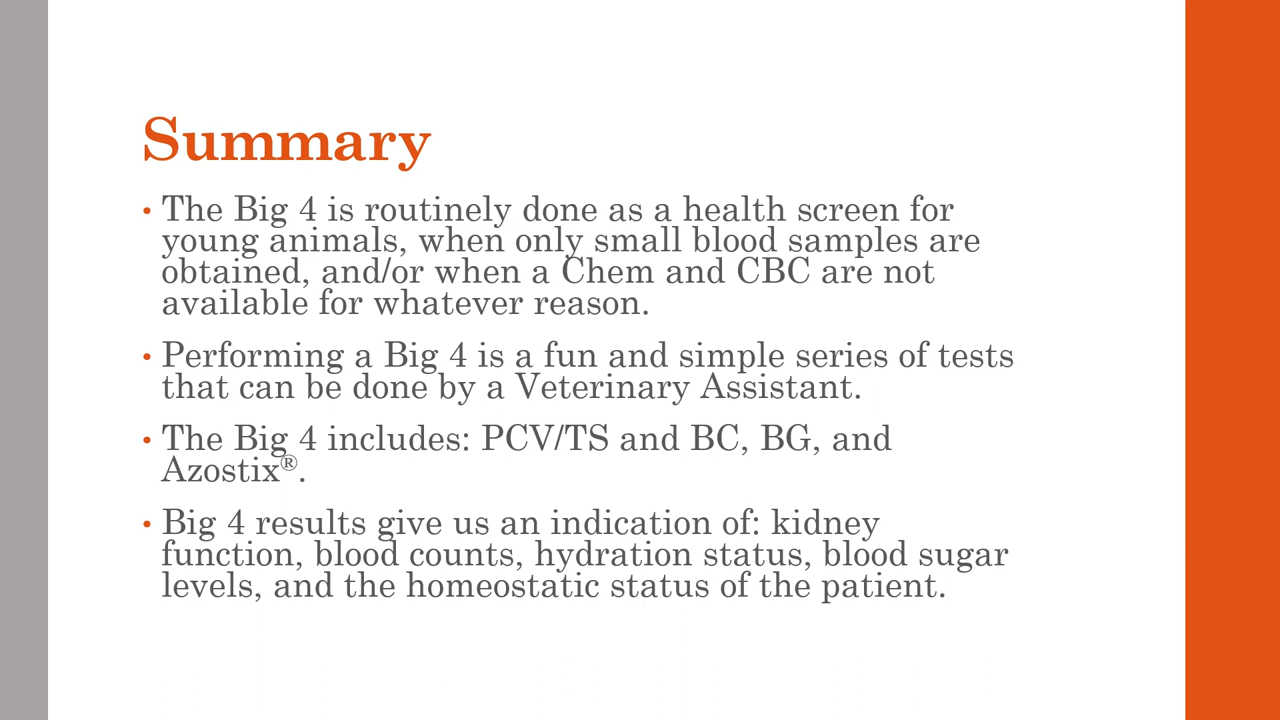 Summary
• The Big 4 is routinely done as a health screen for
young animals, when only small blood samples are
obtained, and/or when a Chem and CBC are not
available for whatever reason.
• Performing a Big 4 is a fun and simple series of tests
that can be done by a Veterinary Assistant.
• The Big 4 includes: PCV/TS and BC, BG, and
Azostix®.
• Big 4 results give us an indication of: kidney
function, blood counts, hydration status, blood sugar
levels, and the homeostatic status of the patient.